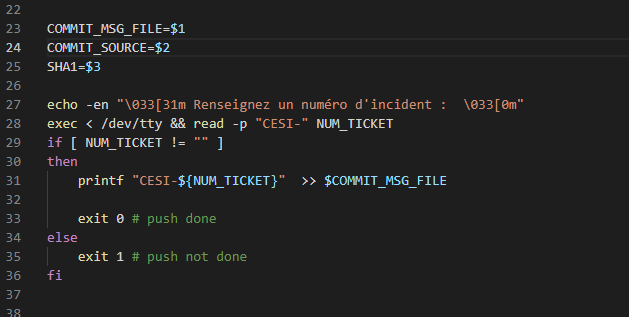 22
23 COMMIT_MSG_FILE=$1
24 COMMIT_SOURCE=$2
25 SHA1=$3
26
27 echo -en "\033[31m Renseignez un numéro d'incident :  \033[0m"
28 exec < /dev/tty && read -p "CESI-" NUM_TICKET
29 if [ NUM_TICKET != "" ]
30 then
31     printf "CESI-${NUM_TICKET}"  >> $COMMIT_MSG_FILE
32
33     exit 0 # push done
34 else
35     exit 1 # push not done
36 fi
37
38